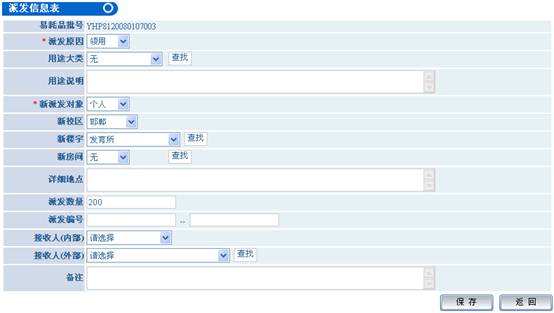 派发信息表
易耗品批号 YHP8120080107003
* 派发原因 领用
用途大类 无 查找
用途说明
* 新派发对象 个人
新校区 邯郸
新楼宇 发育所 查找
新房间 无 查找
详细地点
派发数量 200
派发编号 --
接收人(内部) 请选择
接收人(外部) 请选择 查找
备注
保 存 返 回